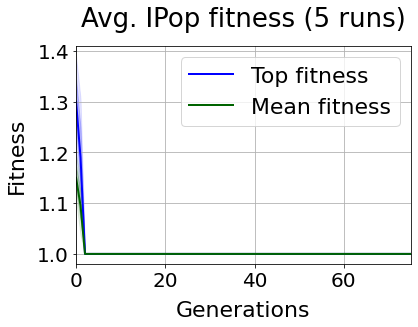 Avg. IPop fitness (5 runs)
1.4
1.3
1.2
1.1
1.0
Fitness
Top fitness
Mean fitness
0 20 40 60
Generations